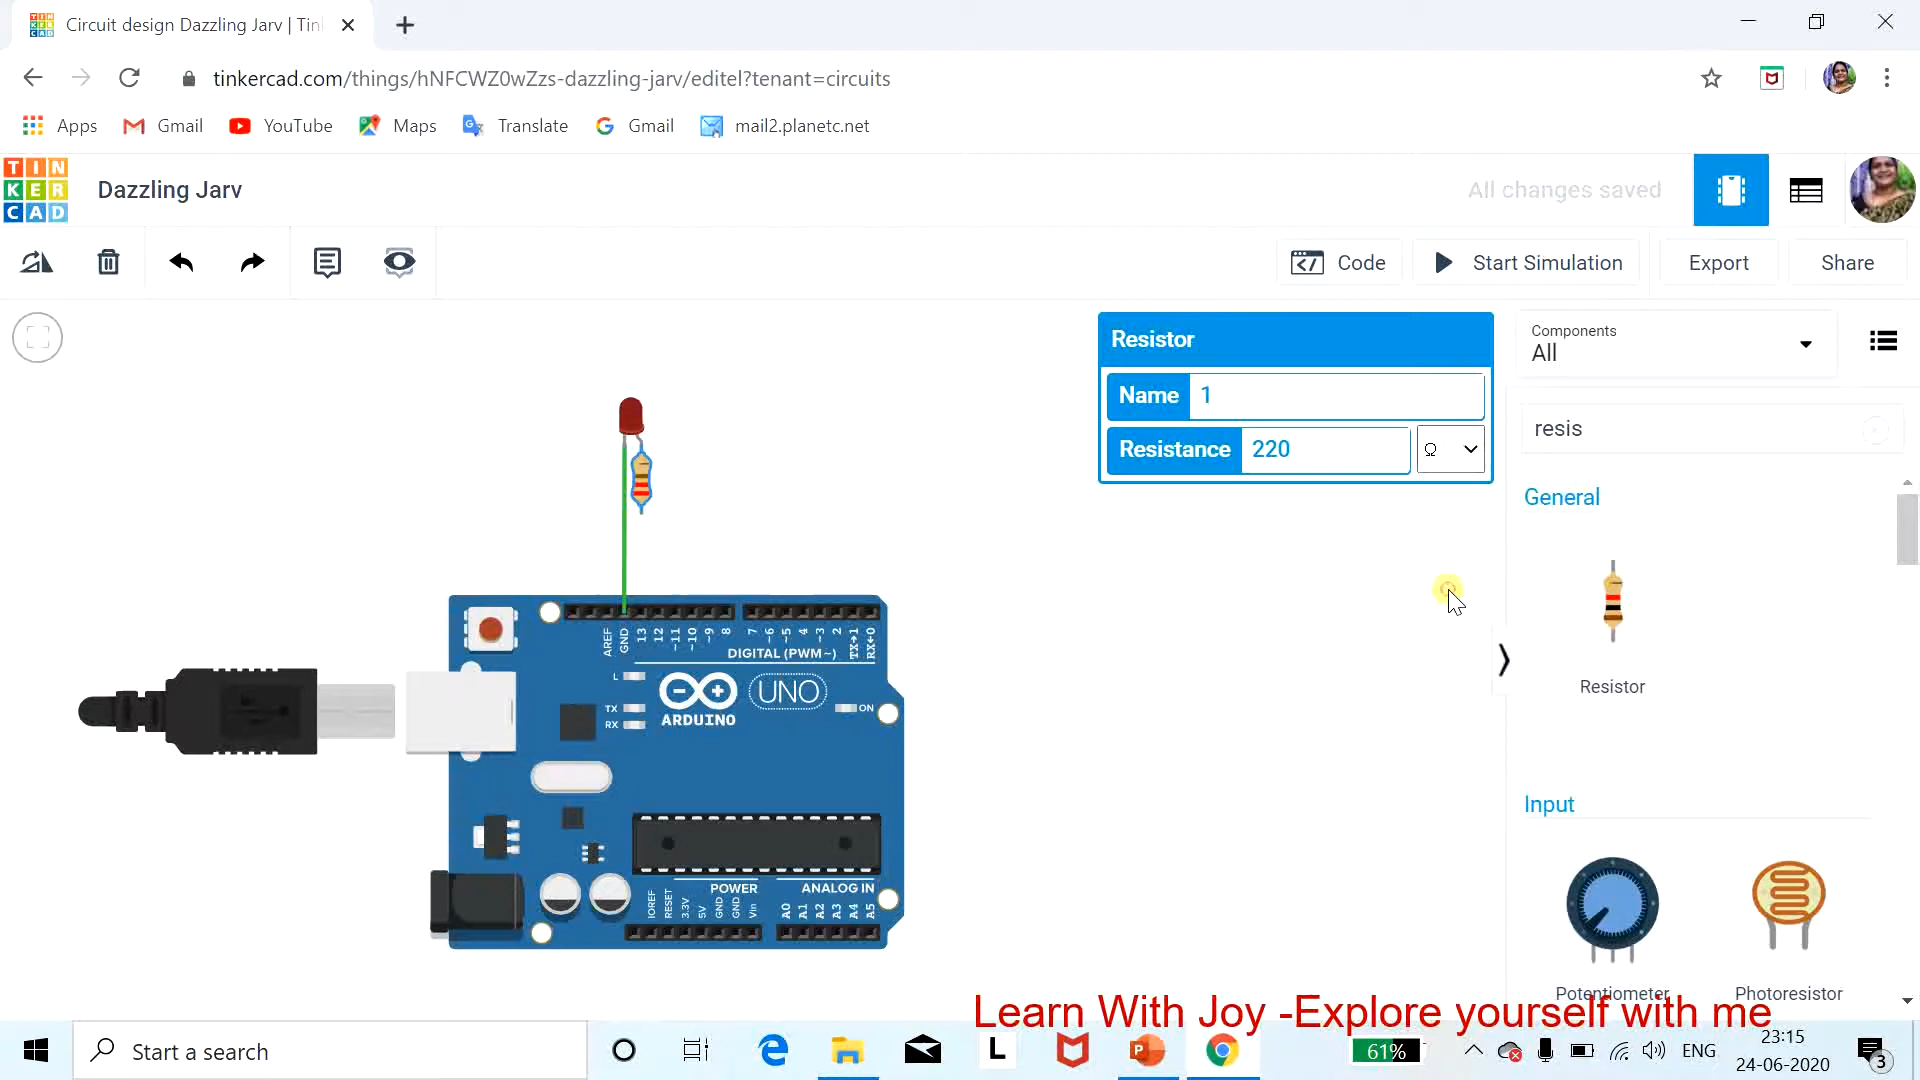 Circuit design Dazzling Jarv | Tin
tinkercad.com/things/hNFCWZ0wZzs-dazzling-jarv/editel?tenant=circuits
Apps
Gmail
YouTube
Maps
Translate
Gmail
mail2.planetc.net
TIN
KER
CAD
Dazzling Jarv
All changes saved
Code
Start Simulation
Export
Share
Resistor
Name 1
Resistance 220 Ω
Components
All
resis
General
Resistor
Input
Potentiometer
Photoresistor
AREF
GND
13
12
~11
~10
~9
8
7
~6
~5
4
~3
2
TX→1
RX←0
DIGITAL (PWM~)
L
TX
RX
ON
UNO
ARDUINO
POWER
ANALOG IN
IOREF
RESET
3.3V
5V
GND
GND
Vin
A0
A1
A2
A3
A4
A5
Learn With Joy -Explore yourself with me
Start a search
L
61%
ENG
23:15
24-06-2020
3